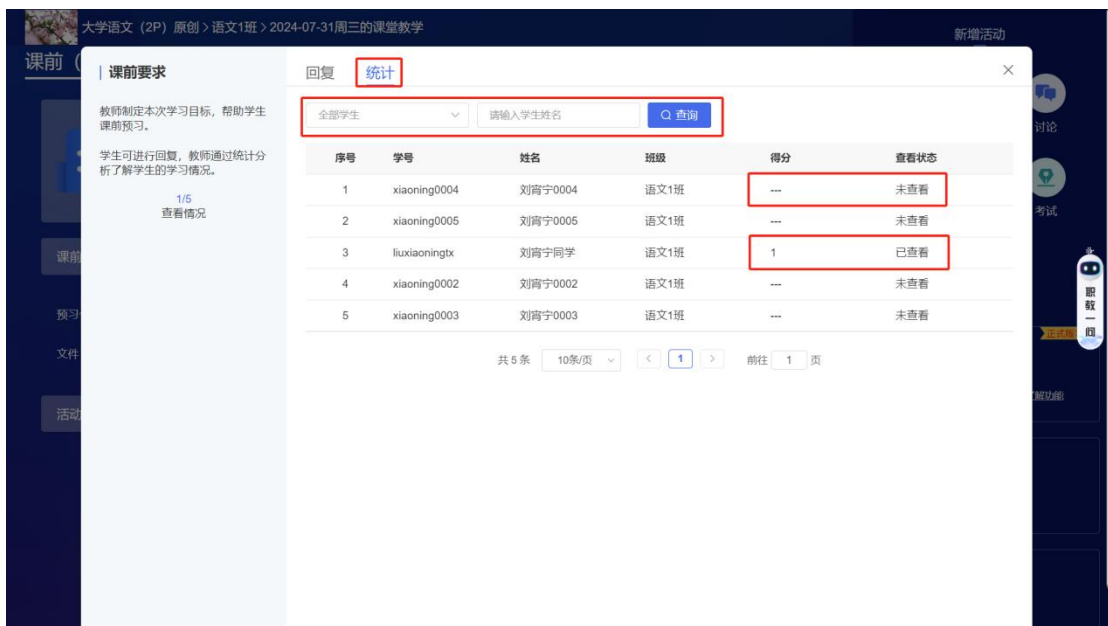 大学语文（2P）原创>语文1班>2024-07-31周三的课堂教学
新增活动
课前（
课前要求
教师制定本次学习目标，帮助学生
课前预习。
学生可进行回复，教师通过统计分
析了解学生的学习情况。
1/5
查看情况
回复 统计
全部学生 请输入学生姓名 查询
序号 学号 姓名 班级 得分 查看状态
1 xiaoning0004 刘宵宁0004 语文1班 --- 未查看
2 xiaoning0005 刘宵宁0005 语文1班 --- 未查看
3 liuxiaoningtx 刘宵宁同学 语文1班 1 已查看
4 xiaoning0002 刘宵宁0002 语文1班 --- 未查看
5 xiaoning0003 刘宵宁0003 语文1班 --- 未查看
共 5 条 10条/页 < 1 > 前往 1 页
讨论
考试
职教一问
正式版
了解功能
课前
预习
文件
活动